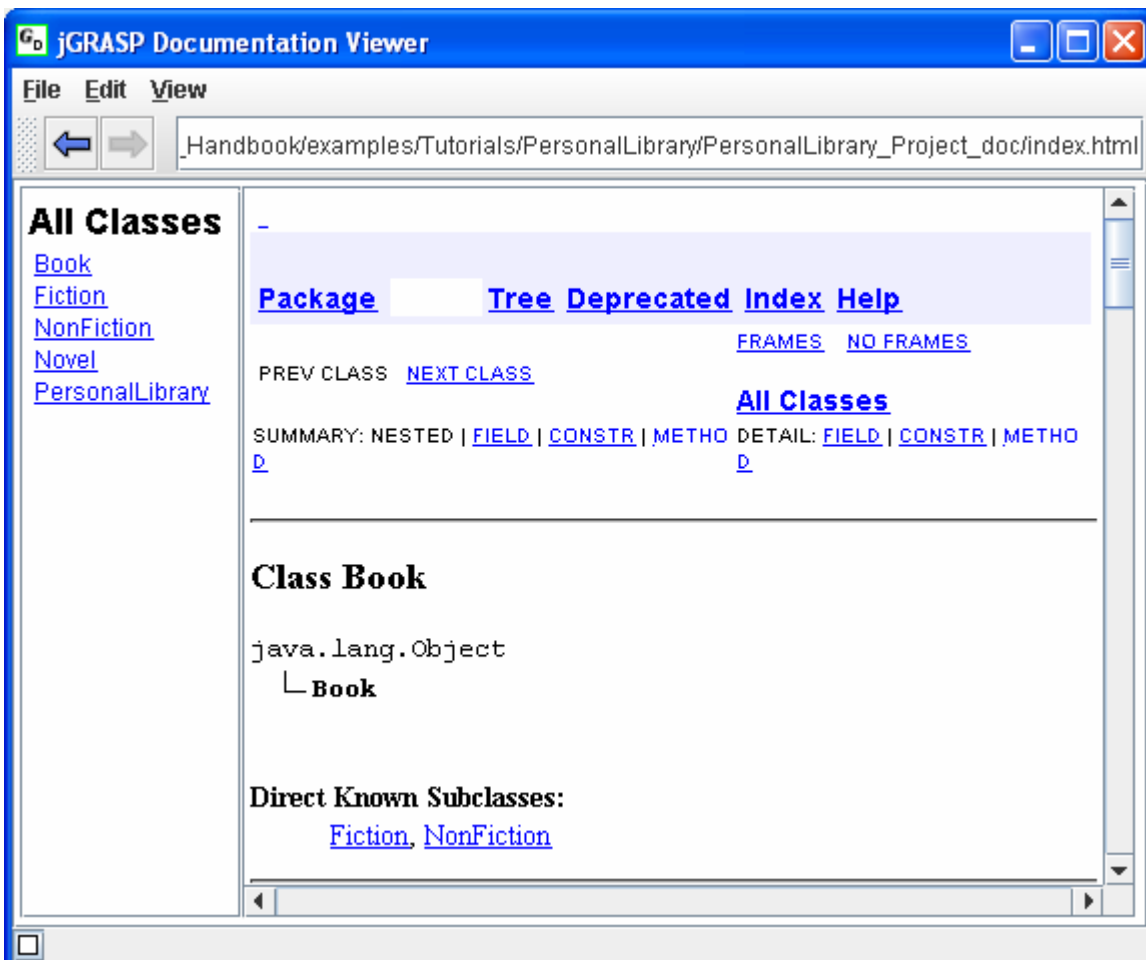 jGRASP Documentation Viewer
File Edit View
_Handbook/examples/Tutorials/PersonalLibrary/PersonalLibrary_Project_doc/index.html
All Classes
Book
Fiction
NonFiction
Novel
PersonalLibrary
Package Tree Deprecated Index Help
FRAMES NO FRAMES
PREV CLASS NEXT CLASS
All Classes
SUMMARY: NESTED | FIELD | CONSTR | METHO
D
DETAIL: FIELD | CONSTR | METHO
D
Class Book
java.lang.Object
Book
Direct Known Subclasses:
Fiction, NonFiction